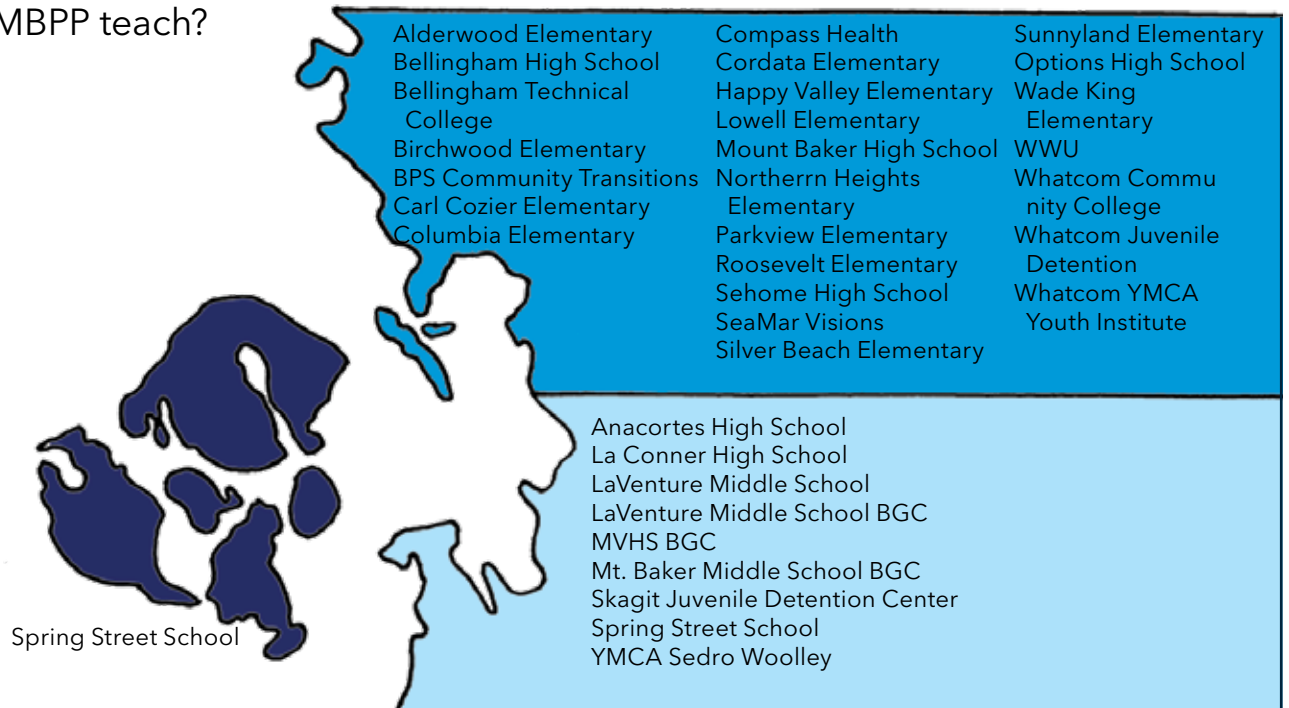 MBPP teach?
Alderwood Elementary
Bellingham High School
Bellingham Technical
College
Birchwood Elementary
BPS Community Transitions
Carl Cozier Elementary
Columbia Elementary
Compass Health
Cordata Elementary
Happy Valley Elementary
Lowell Elementary
Mount Baker High School
Northerrn Heights
Elementary
Parkview Elementary
Roosevelt Elementary
Sehome High School
SeaMar Visions
Silver Beach Elementary
Sunnyland Elementary
Options High School
Wade King
Elementary
WWU
Whatcom Commu
nity College
Whatcom Juvenile
Detention
Whatcom YMCA
Youth Institute
Anacortes High School
La Conner High School
LaVenture Middle School
LaVenture Middle School BGC
MVHS BGC
Mt. Baker Middle School BGC
Skagit Juvenile Detention Center
Spring Street School
YMCA Sedro Woolley
Spring Street School